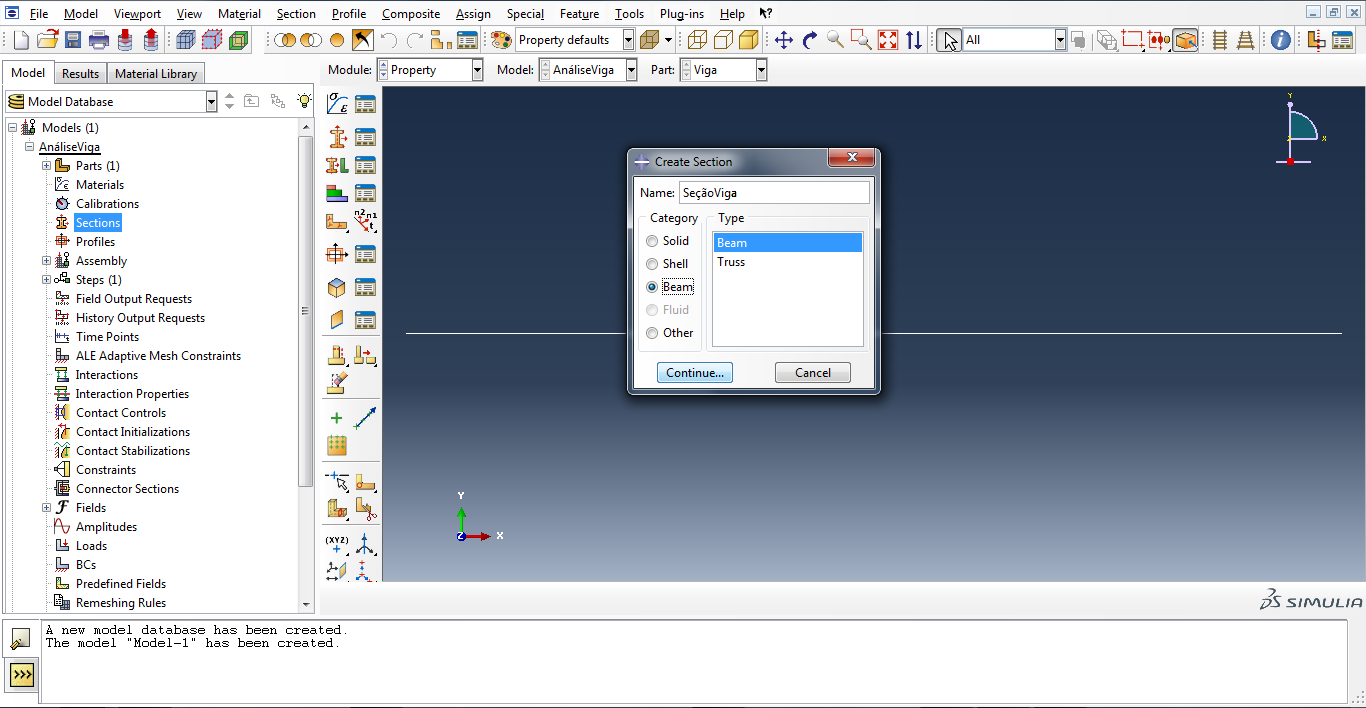 File Model Viewport View Material Section Profile Composite Assign Special Feature Tools Plug-ins Help
Property defaults All
Model Results Material Library
Module: Property Model: AnáliseViga Part: Viga
Model Database
Models (1)
AnáliseViga
Parts (1)
Materials
Calibrations
Sections
Profiles
Assembly
Steps (1)
Field Output Requests
History Output Requests
Time Points
ALE Adaptive Mesh Constraints
Interactions
Interaction Properties
Contact Controls
Contact Initializations
Contact Stabilizations
Constraints
Connector Sections
Fields
Amplitudes
Loads
BCs
Predefined Fields
Remeshing Rules
σ
ε
n2 n1
t
(XYZ)
Create Section
Name: SeçãoViga
Category Type
Solid
Shell
Beam
Fluid
Other
Beam
Truss
Continue... Cancel
Y
X
Z
Y
X
Z
SIMULIA
A new model database has been created.
The model "Model-1" has been created.
>>>